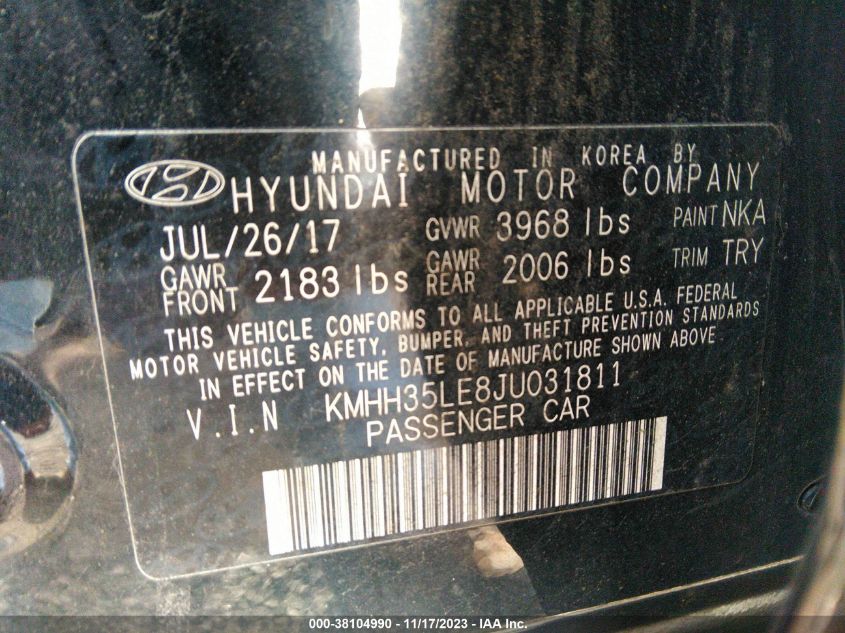 MANUFACTURED IN KOREA BY
HYUNDAI MOTOR COMPANY
JUL/26/17 GVWR 3968 lbs PAINT NKA
GAWR FRONT 2183 lbs GAWR REAR 2006 lbs TRIM TRY
THIS VEHICLE CONFORMS TO ALL APPLICABLE U.S.A. FEDERAL
MOTOR VEHICLE SAFETY, BUMPER, AND THEFT PREVENTION STANDARDS
IN EFFECT ON THE DATE OF MANUFACTURE SHOWN ABOVE
V.I.N KMHH35LE8JU031811
PASSENGER CAR
000-38104990 - 11/17/2023 - IAA Inc.